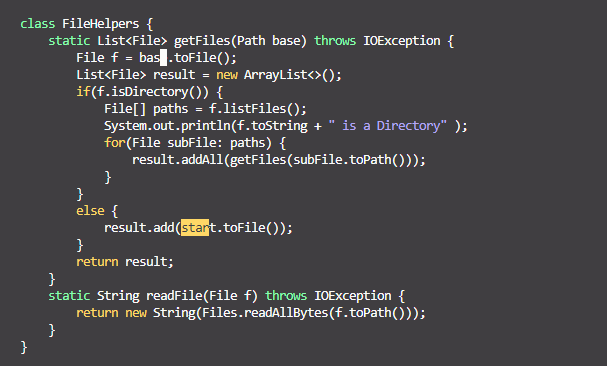 class FileHelpers {
    static List<File> getFiles(Path base) throws IOException {
        File f = bas .toFile();
        List<File> result = new ArrayList<>();
        if(f.isDirectory()) {
            File[] paths = f.listFiles();
            System.out.println(f.toString + " is a Directory" );
            for(File subFile: paths) {
                result.addAll(getFiles(subFile.toPath()));
            }
        }
        else {
            result.add(start.toFile());
        }
        return result;
    }
    static String readFile(File f) throws IOException {
        return new String(Files.readAllBytes(f.toPath()));
    }
}